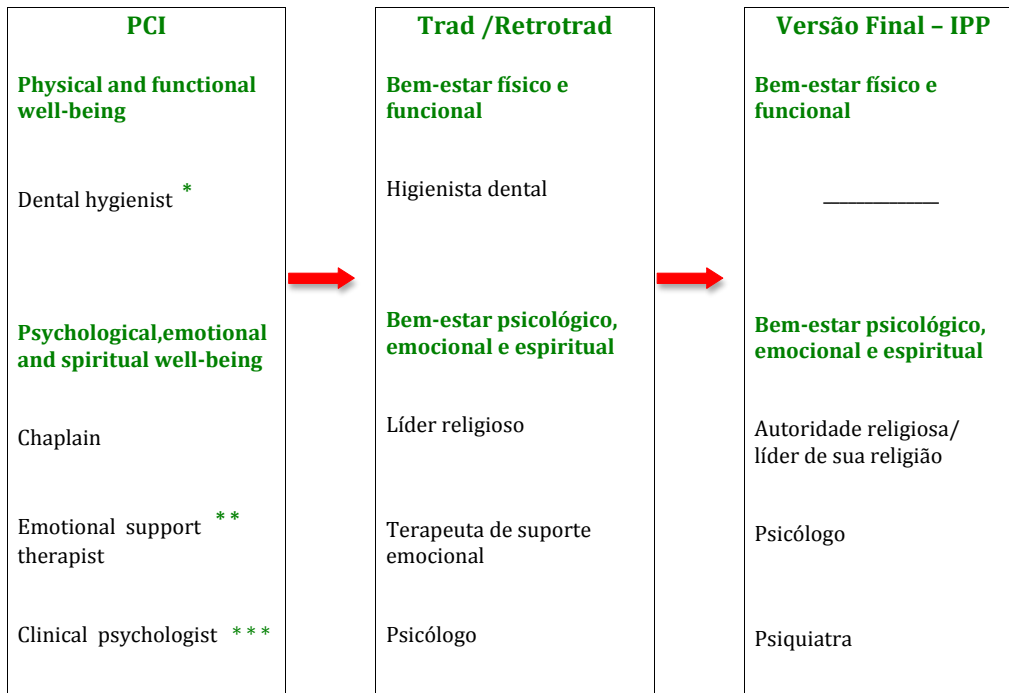 PCI
Physical and functional
well-being
Dental hygienist *
Psychological,emotional
and spiritual well-being
Chaplain
Emotional support **
therapist
Clinical psychologist ***
Trad /Retrotrad
Bem-estar físico e
funcional
Higienista dental
Bem-estar psicológico,
emocional e espiritual
Líder religioso
Terapeuta de suporte
emocional
Psicólogo
Versão Final – IPP
Bem-estar físico e
funcional
______________
Bem-estar psicológico,
emocional e espiritual
Autoridade religiosa/
líder de sua religião
Psicólogo
Psiquiatra